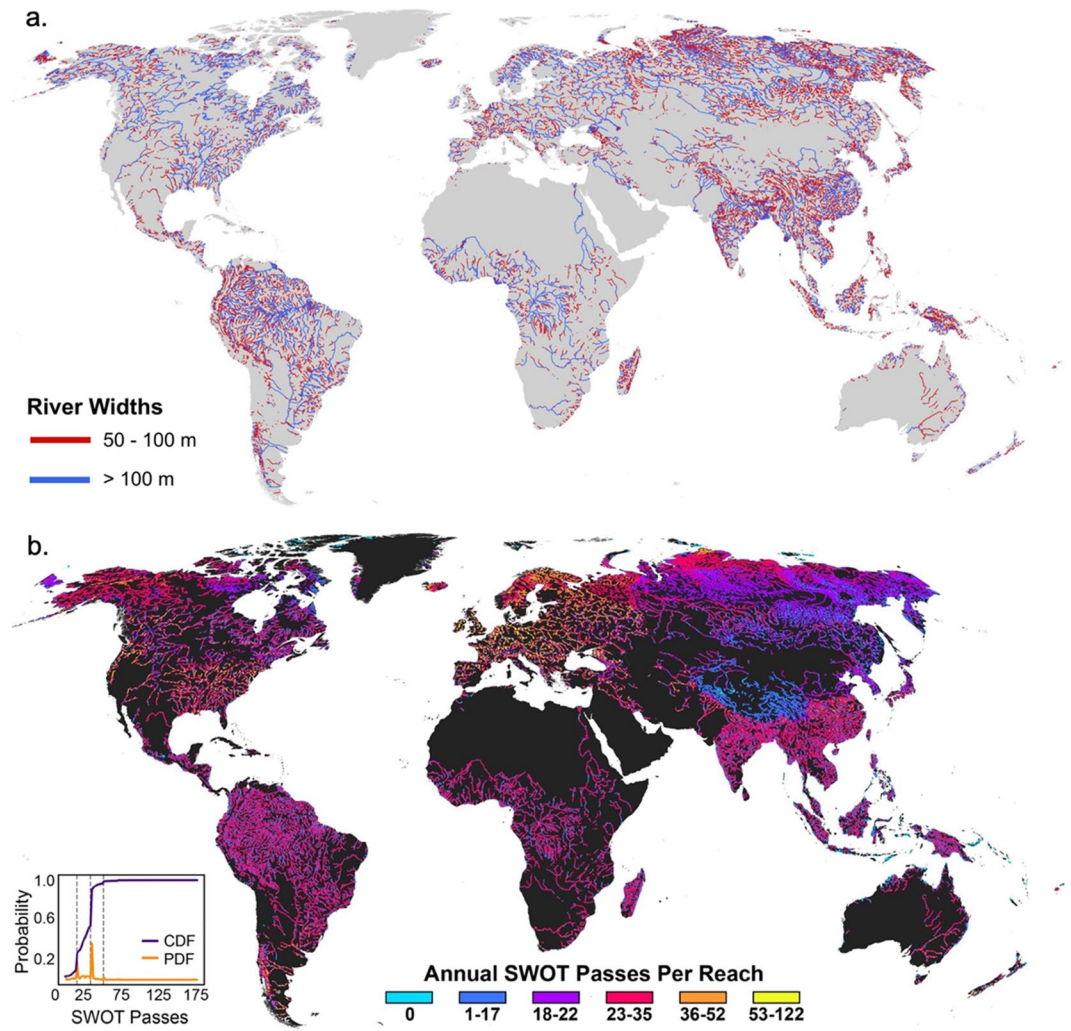 a.
River Widths
50 - 100 m
> 100 m
b.
1.0
0.6
0.2
Probability
CDF
PDF
0 25 75 125 175
SWOT Passes
Annual SWOT Passes Per Reach
0 1-17 18-22 23-35 36-52 53-122